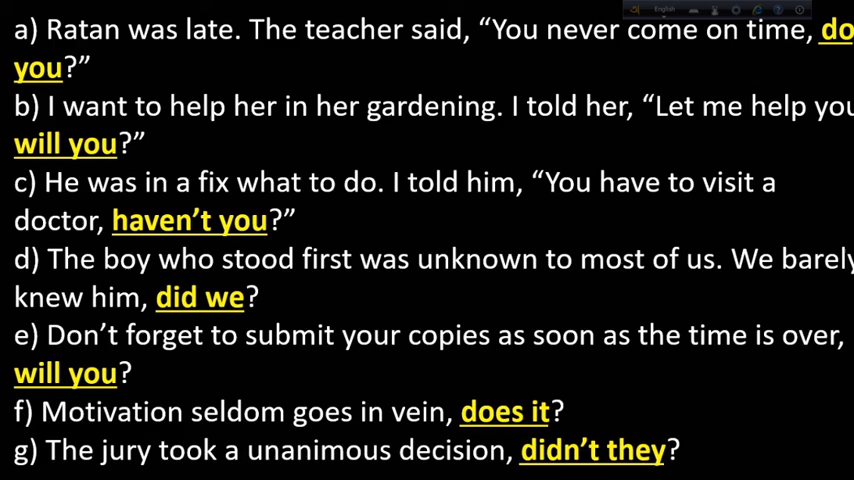 English
a) Ratan was late. The teacher said, “You never come on time, do
you?”
b) I want to help her in her gardening. I told her, “Let me help you
will you?”
c) He was in a fix what to do. I told him, “You have to visit a
doctor, haven’t you?”
d) The boy who stood first was unknown to most of us. We barely
knew him, did we?
e) Don’t forget to submit your copies as soon as the time is over,
will you?
f) Motivation seldom goes in vein, does it?
g) The jury took a unanimous decision, didn’t they?